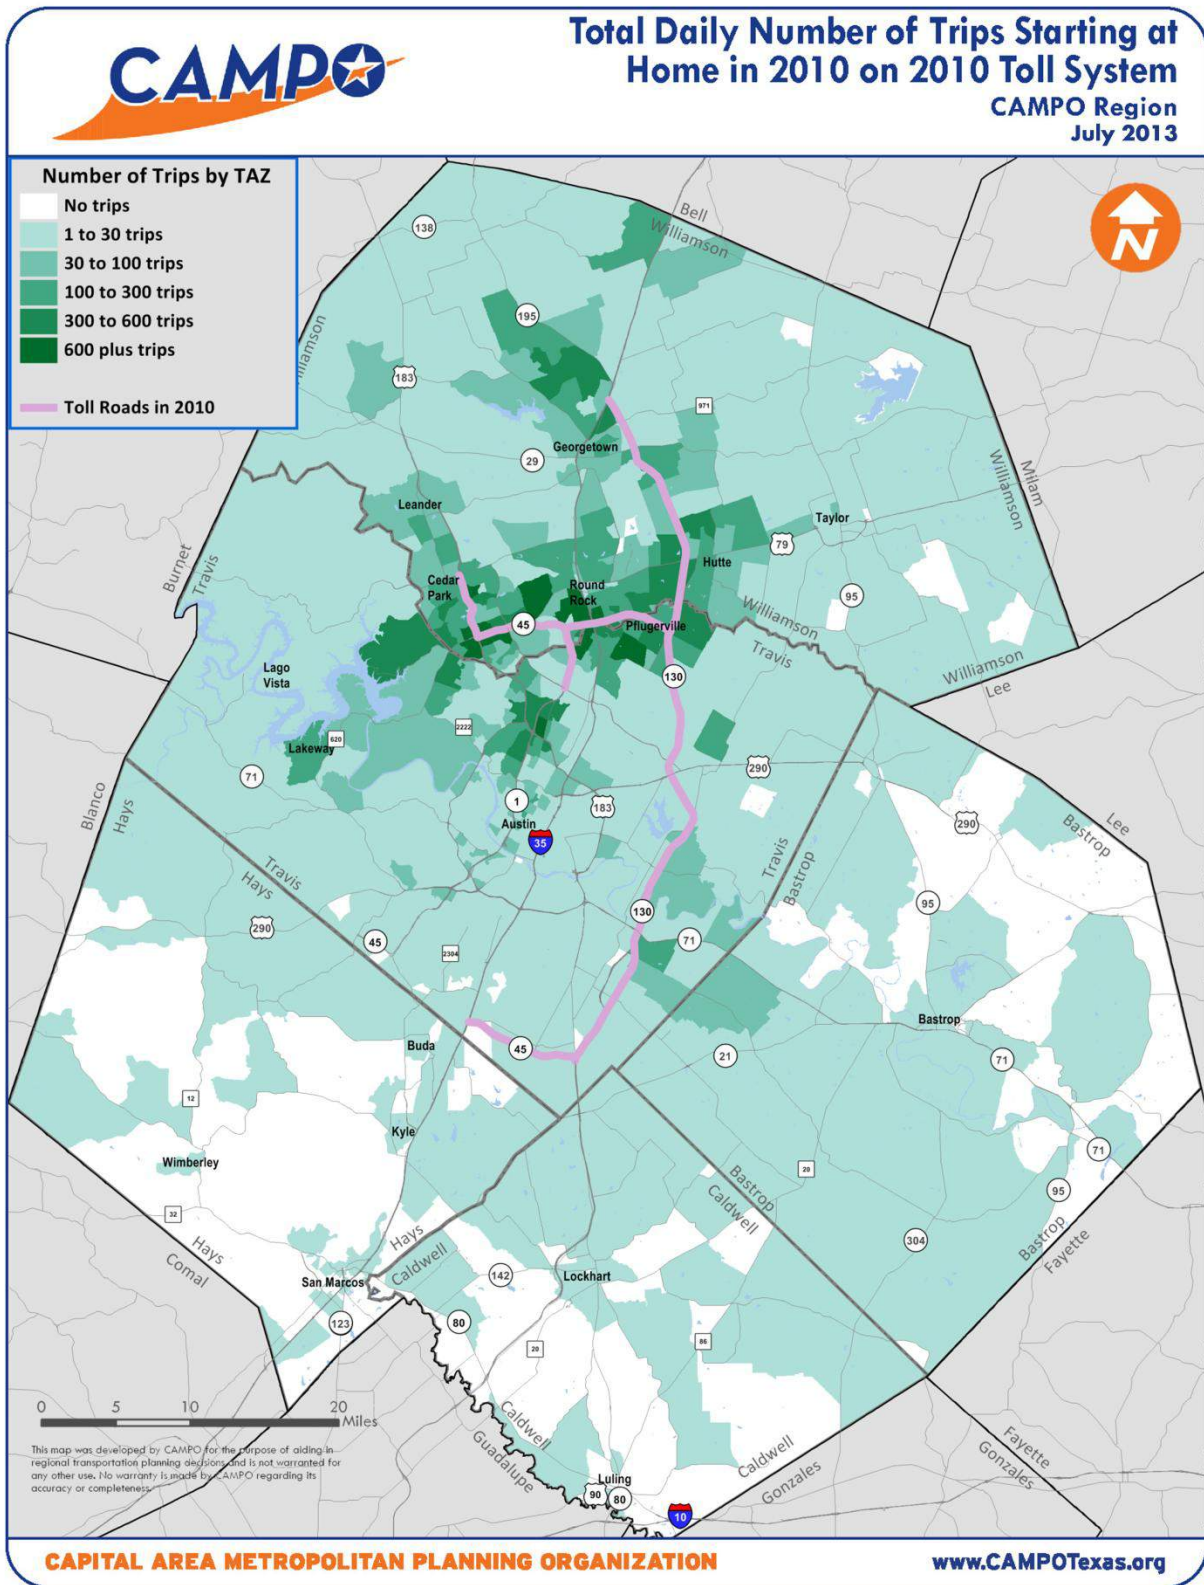 CAMPO
Total Daily Number of Trips Starting at
Home in 2010 on 2010 Toll System
CAMPO Region
July 2013
Number of Trips by TAZ
No trips
1 to 30 trips
30 to 100 trips
100 to 300 trips
300 to 600 trips
600 plus trips
Toll Roads in 2010
N
Bell
Williamson
138
195
lliamson
183
971
Georgetown
29
Milam
Williamson
Leander
Taylor
79
Hutte
Burnet
Travis
Cedar
Park
Round
Rock
95
45
Pflugerville
Williamson
Travis
Williamson
Lee
Lago
Vista
130
2222
Lakeway
620
71
290
1
183
Austin
35
Blanco
Hays
290
Lee
Bastrop
Travis
Hays
Travis
Bastrop
95
130
290
45
71
2304
Bastrop
Buda
45
21
71
12
Kyle
71
Wimberley
20
95
Bastrop
Caldwell
32
Hays
Comal
304
Bastrop
Fayette
Hays
Caldwell
San Marcos
142
Lockhart
123
80
20
86
0 5 10 20
Miles
This map was developed by CAMPO for the purpose of aiding in
regional transportation planning decisions and is not warranted for
any other use. No warranty is made by CAMPO regarding its
accuracy or completeness.
Caldwell
Guadalupe
Caldwell
Gonzales
Fayette
Gonzales
Luling
90
80
10
CAPITAL AREA METROPOLITAN PLANNING ORGANIZATION
www.CAMPOTexas.org